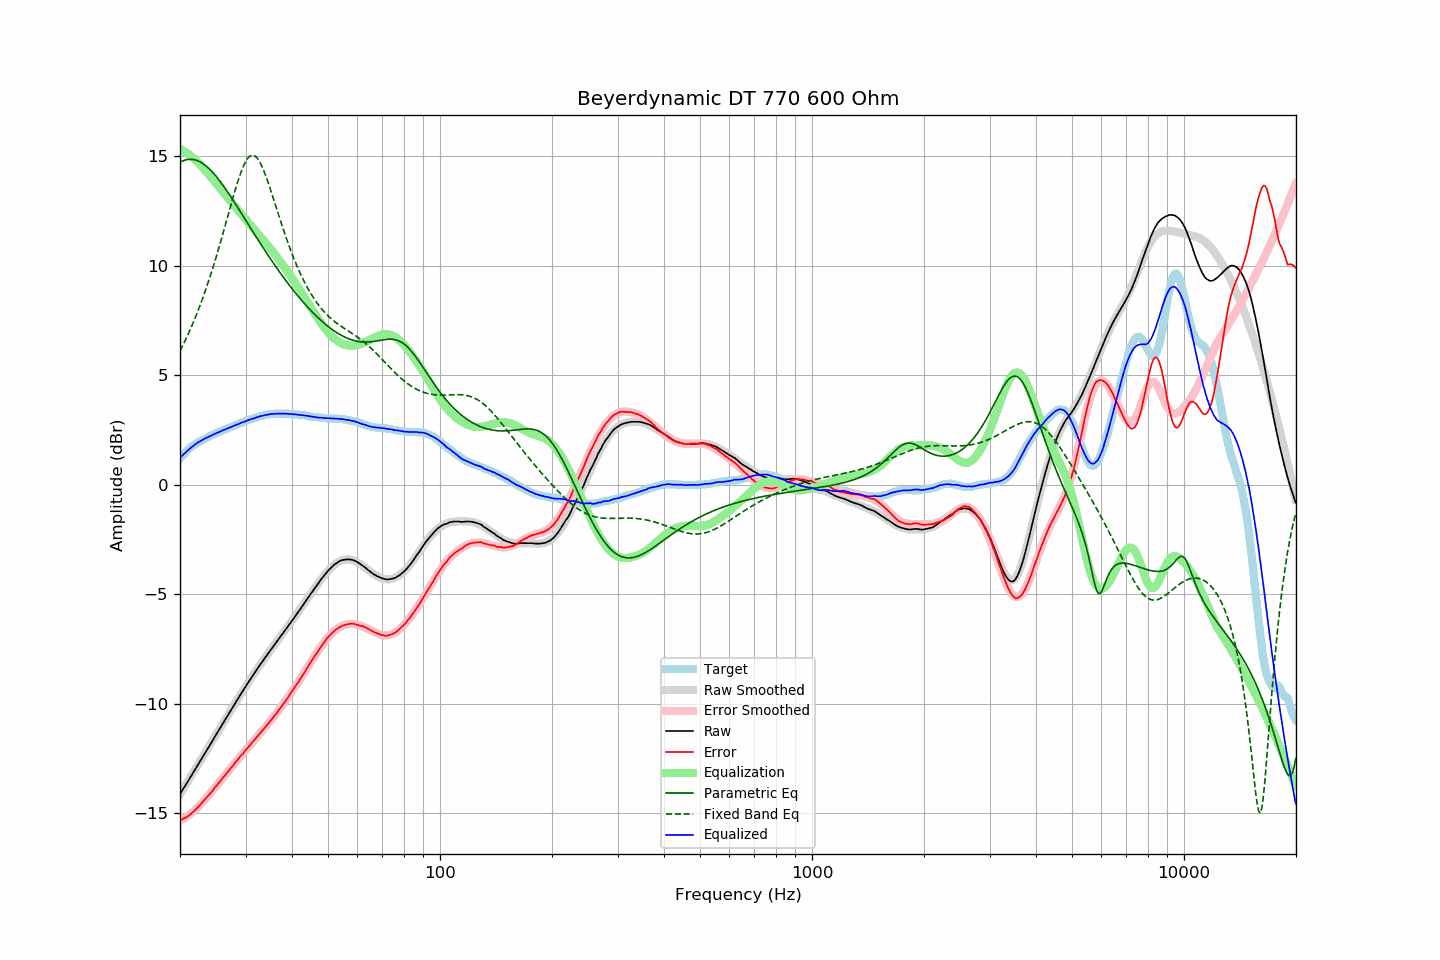 Beyerdynamic DT 770 600 Ohm
Amplitude (dBr)
15
10
5
0
−5
−10
−15
Target
Raw Smoothed
Error Smoothed
Raw
Error
Equalization
Parametric Eq
Fixed Band Eq
Equalized
100
1000
10000
Frequency (Hz)